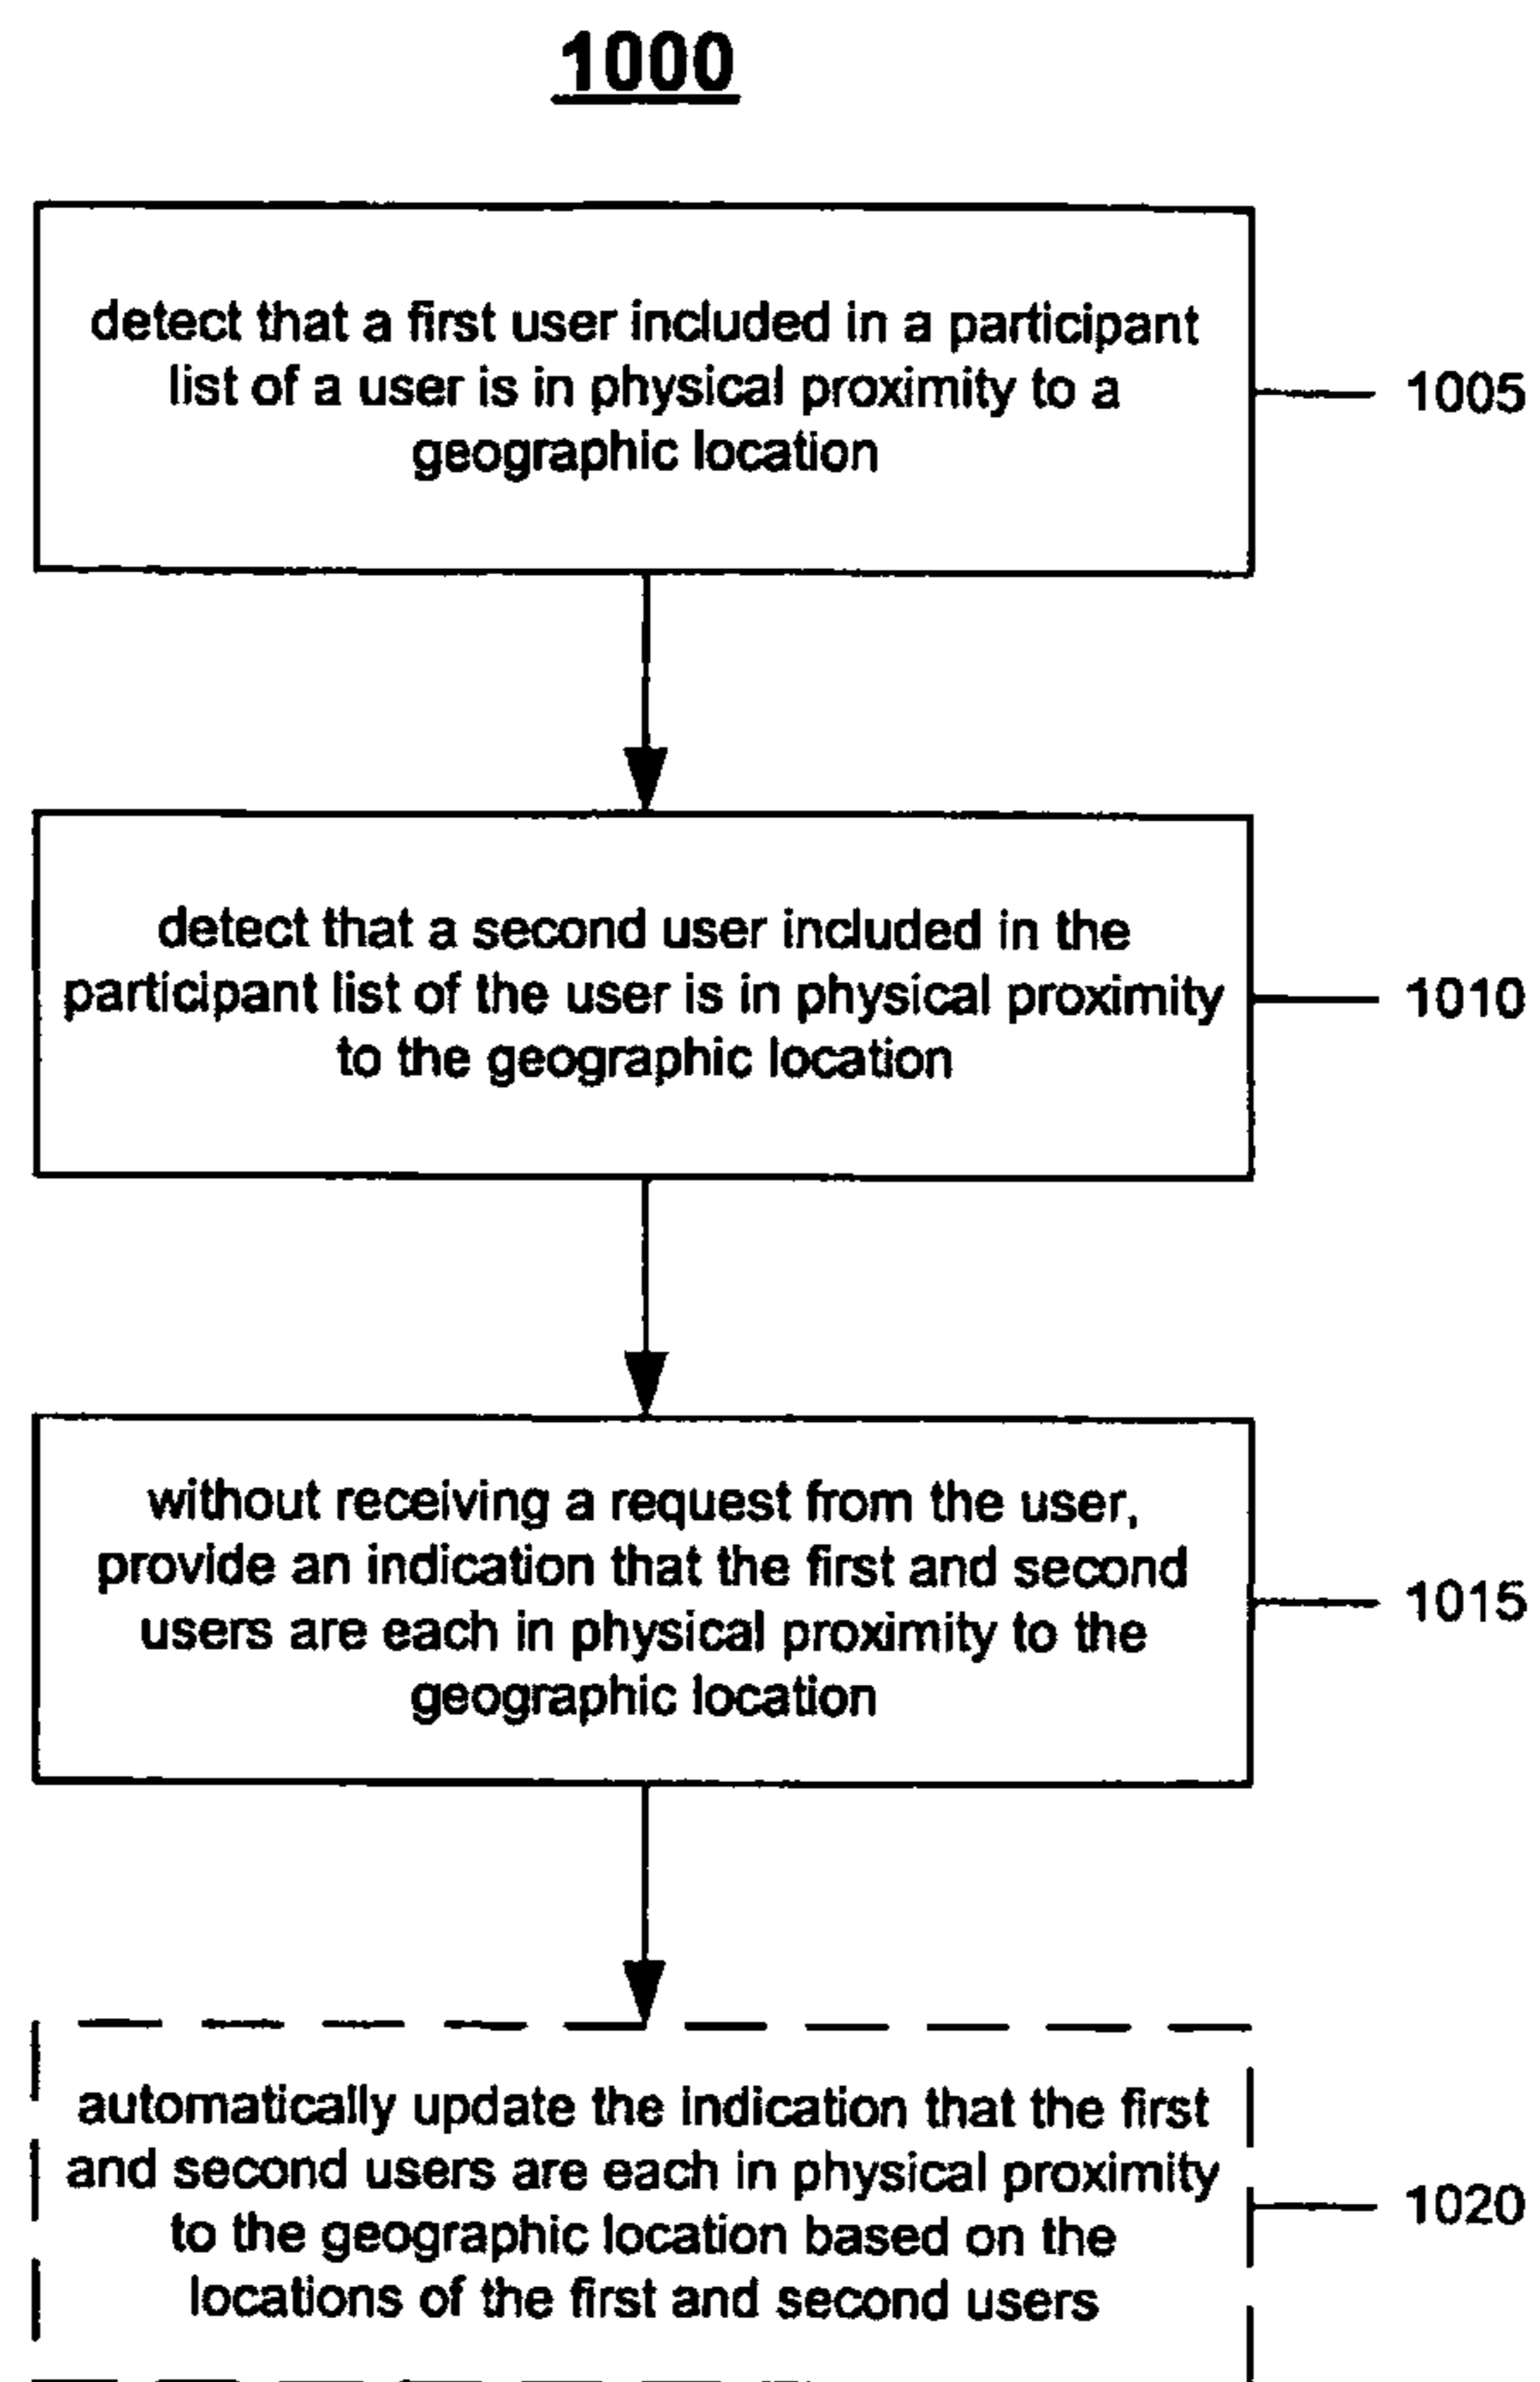 1000
detect that a first user included in a participant
list of a user is in physical proximity to a
geographic location
1005
detect that a second user included in the
participant list of the user is in physical proximity
to the geographic location
1010
without receiving a request from the user,
provide an indication that the first and second
users are each in physical proximity to the
geographic location
1015
automatically update the indication that the first
and second users are each in physical proximity
to the geographic location based on the
locations of the first and second users
1020